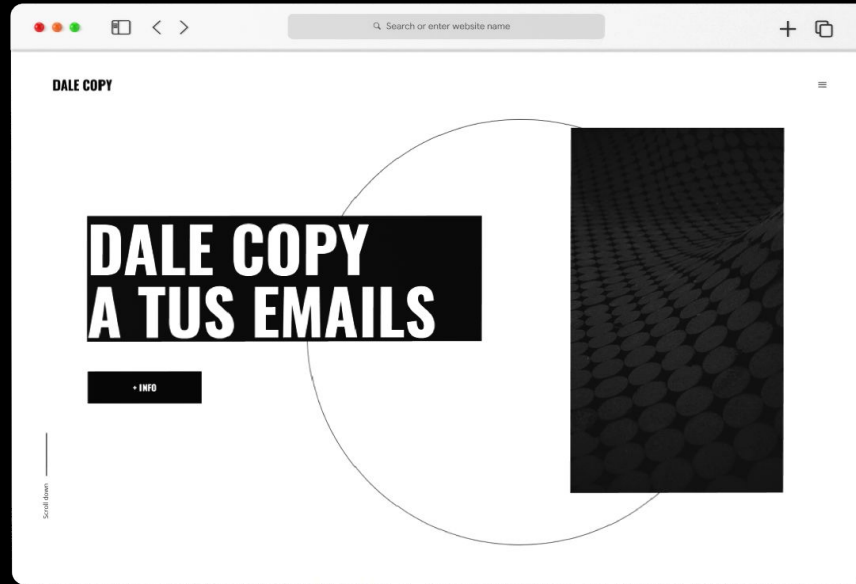 Search or enter website name
DALE COPY
DALE COPY
A TUS EMAILS
+ INFO
Scroll down